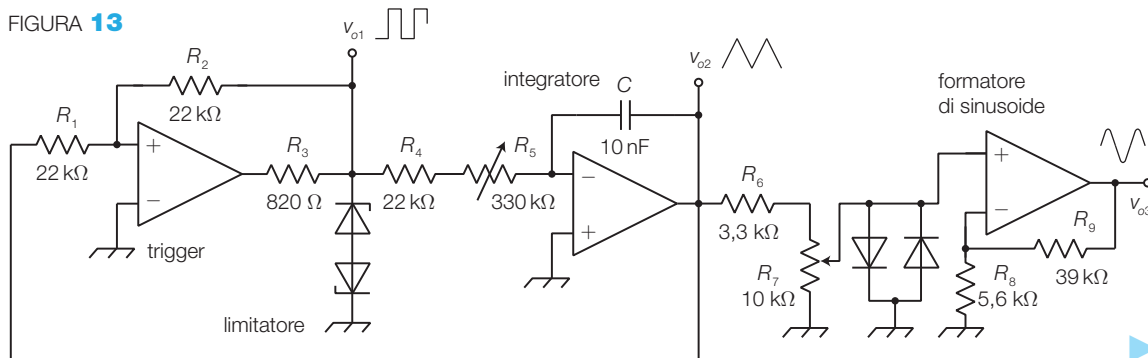 FIGURA 13
v_o1
R_2
22 kΩ
R_1
22 kΩ
+
−
trigger
R_3
820 Ω
limitatore
R_4
22 kΩ
R_5
330 kΩ
integratore
C
10 nF
−
+
v_o2
R_6
3,3 kΩ
R_7
10 kΩ
formatore
di sinusoide
+
−
R_8
5,6 kΩ
R_9
39 kΩ
v_o3